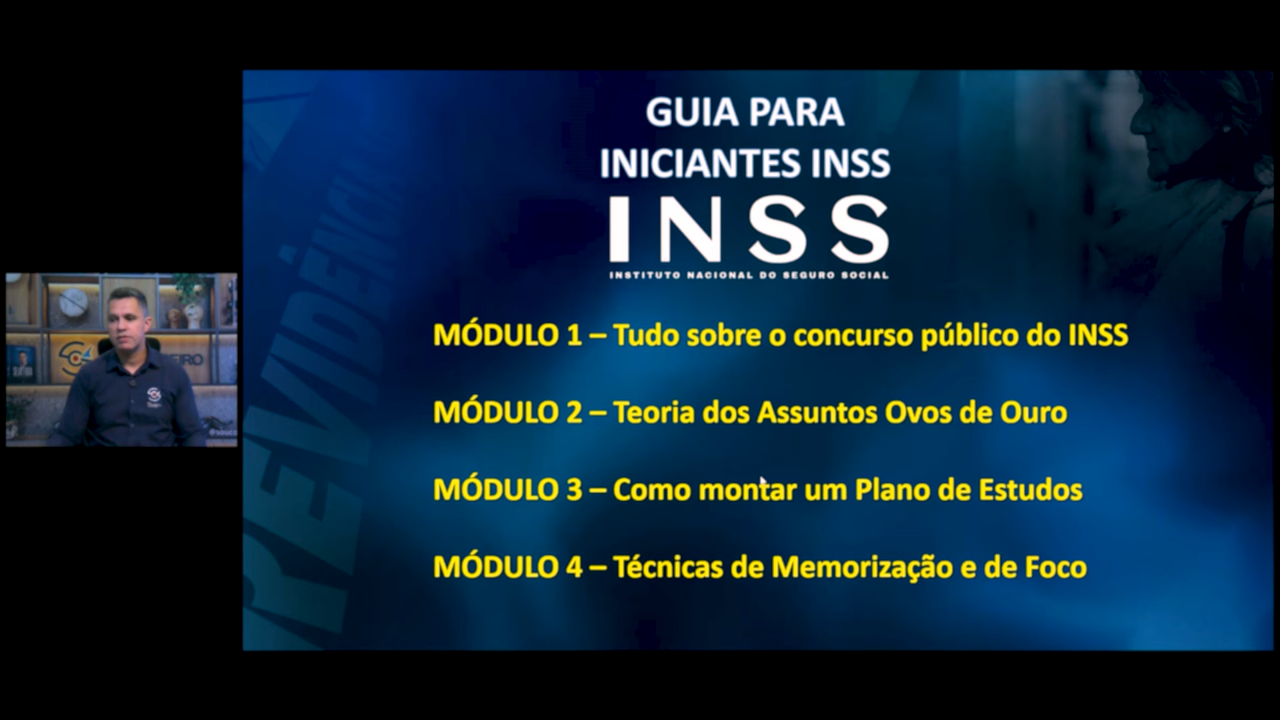 GUIA PARA
INICIANTES INSS
INSS
INSTITUTO NACIONAL DO SEGURO SOCIAL
MÓDULO 1 – Tudo sobre o concurso público do INSS
MÓDULO 2 – Teoria dos Assuntos Ovos de Ouro
MÓDULO 3 – Como montar um Plano de Estudos
MÓDULO 4 – Técnicas de Memorização e de Foco
REVIDÊNCIA